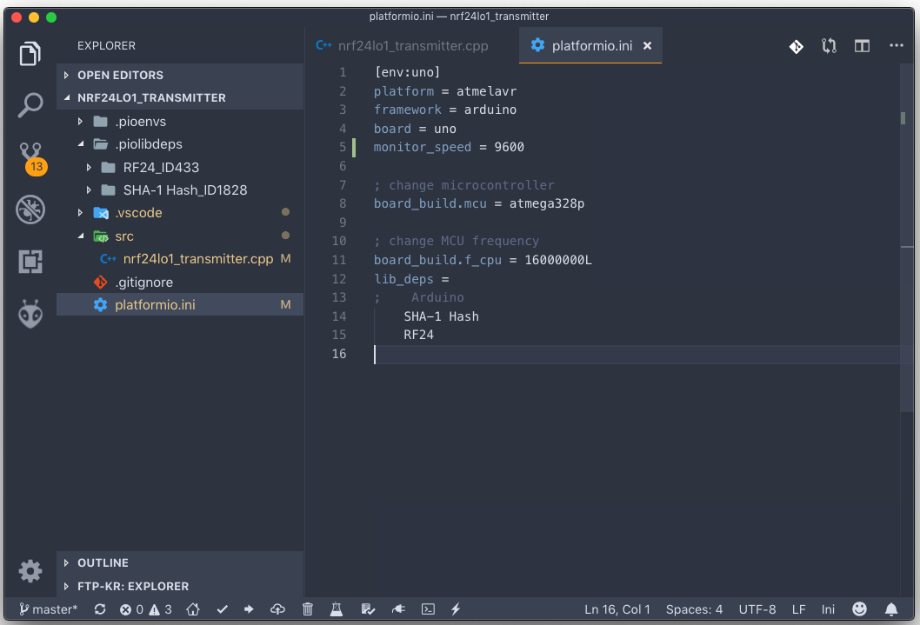 platformio.ini — nrf24lo1_transmitter
EXPLORER
OPEN EDITORS
NRF24LO1_TRANSMITTER
.pioenvs
.piolibdeps
RF24_ID433
SHA-1 Hash_ID1828
.vscode
src
C++ nrf24lo1_transmitter.cpp M
.gitignore
platformio.ini M
13
OUTLINE
FTP-KR: EXPLORER
C++ nrf24lo1_transmitter.cpp
platformio.ini ×
1 [env:uno]
2 platform = atmelavr
3 framework = arduino
4 board = uno
5 monitor_speed = 9600
6
7 ; change microcontroller
8 board_build.mcu = atmega328p
9
10 ; change MCU frequency
11 board_build.f_cpu = 16000000L
12 lib_deps =
13 ;    Arduino
14     SHA-1 Hash
15     RF24
16
master* 0 3 Ln 16, Col 1 Spaces: 4 UTF-8 LF Ini